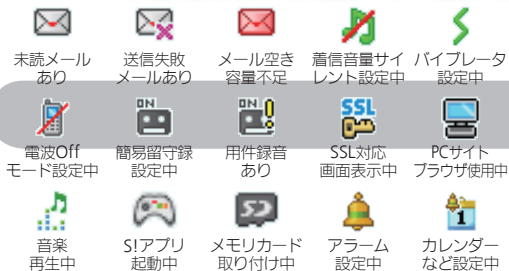 未読メール
あり
送信失敗
メールあり
メール空き
容量不足
着信音量サイ
レント設定中
バイブレータ
設定中
電波Off
モード設定中
ON
簡易留守録
設定中
ON
用件録音
あり
SSL
SSL対応
画面表示中
PCサイト
ブラウザ使用中
音楽
再生中
S!アプリ
起動中
SD
メモリカード
取り付け中
アラーム
設定中
1
カレンダー
など設定中